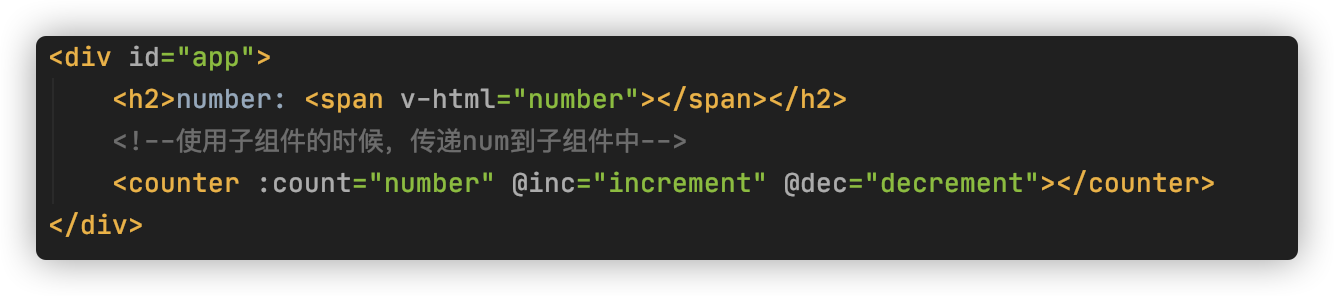 <div id="app">
<h2>number: <span v-html="number"></span></h2>
<!--使用子组件的时候，传递num到子组件中-->
<counter :count="number" @inc="increment" @dec="decrement"></counter>
</div>